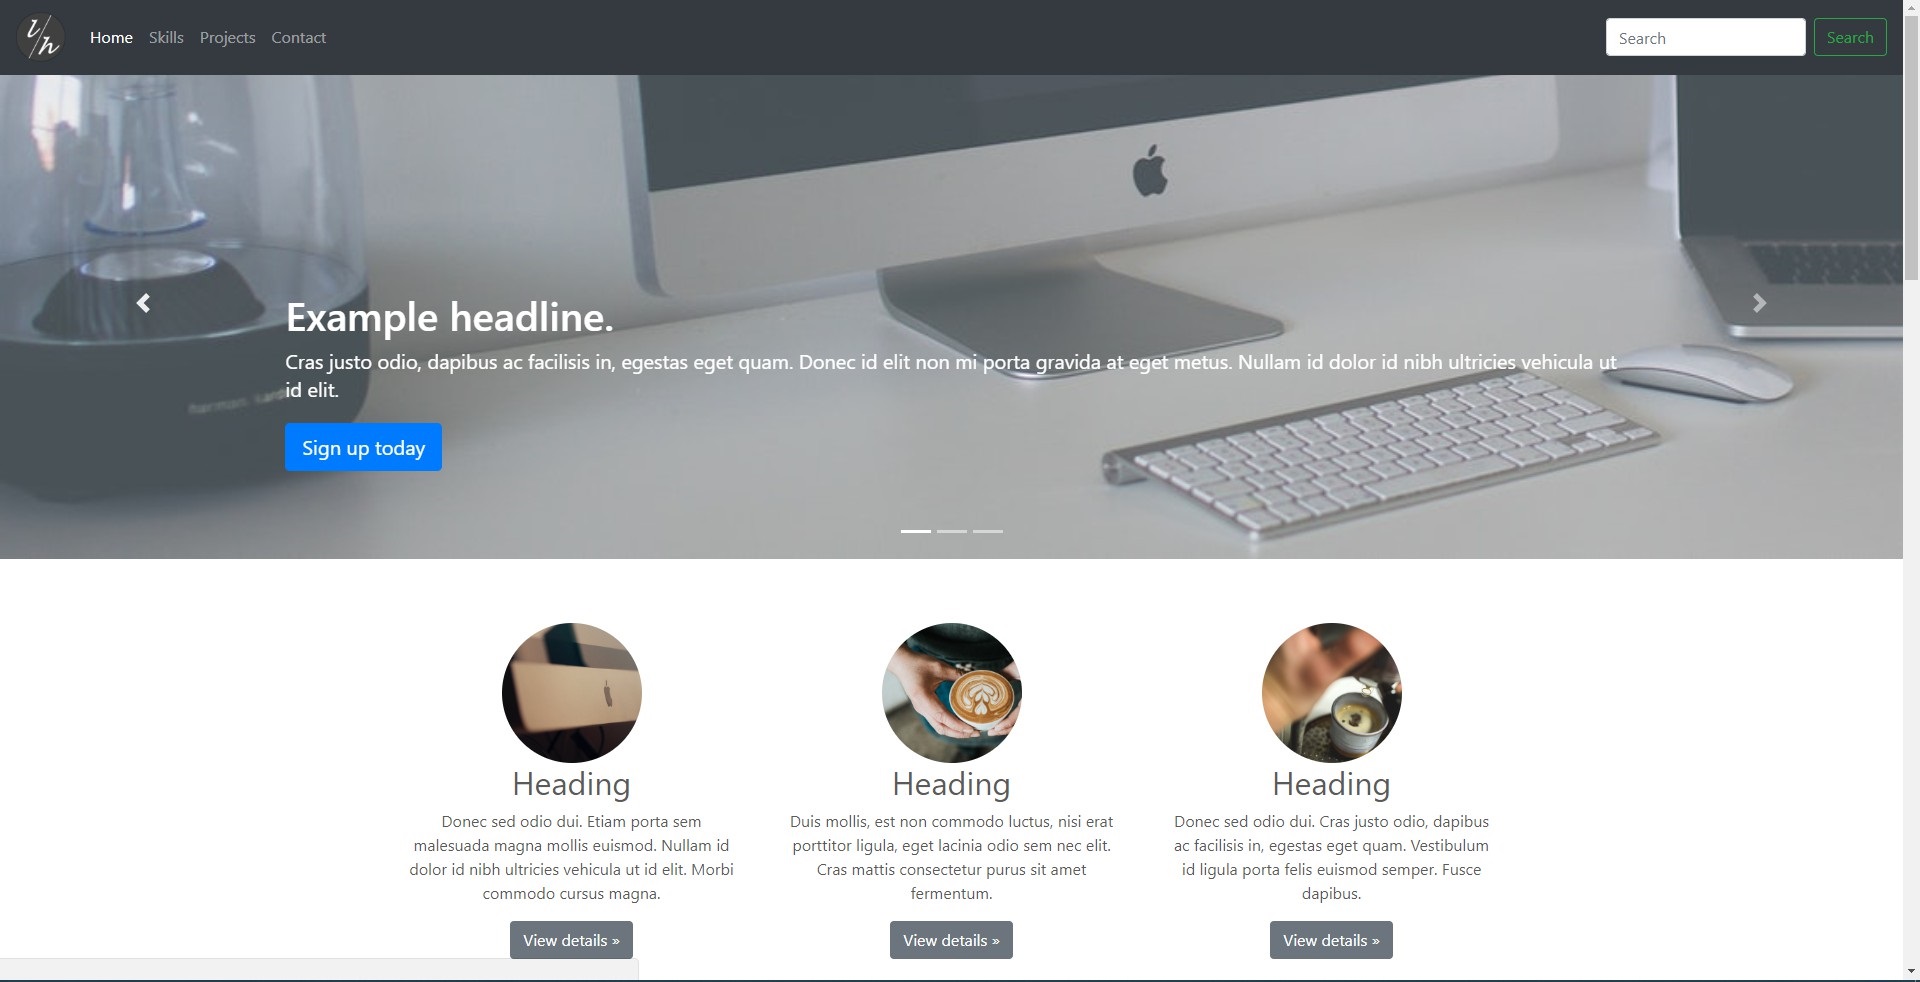 l/h
Home Skills Projects Contact
Search Search
Example headline.
Cras justo odio, dapibus ac facilisis in, egestas eget quam. Donec id elit non mi porta gravida at eget metus. Nullam id dolor id nibh ultricies vehicula ut
id elit.
Sign up today
Heading
Donec sed odio dui. Etiam porta sem
malesuada magna mollis euismod. Nullam id
dolor id nibh ultricies vehicula ut id elit. Morbi
commodo cursus magna.
View details »
Heading
Duis mollis, est non commodo luctus, nisi erat
porttitor ligula, eget lacinia odio sem nec elit.
Cras mattis consectetur purus sit amet
fermentum.
View details »
Heading
Donec sed odio dui. Cras justo odio, dapibus
ac facilisis in, egestas eget quam. Vestibulum
id ligula porta felis euismod semper. Fusce
dapibus.
View details »